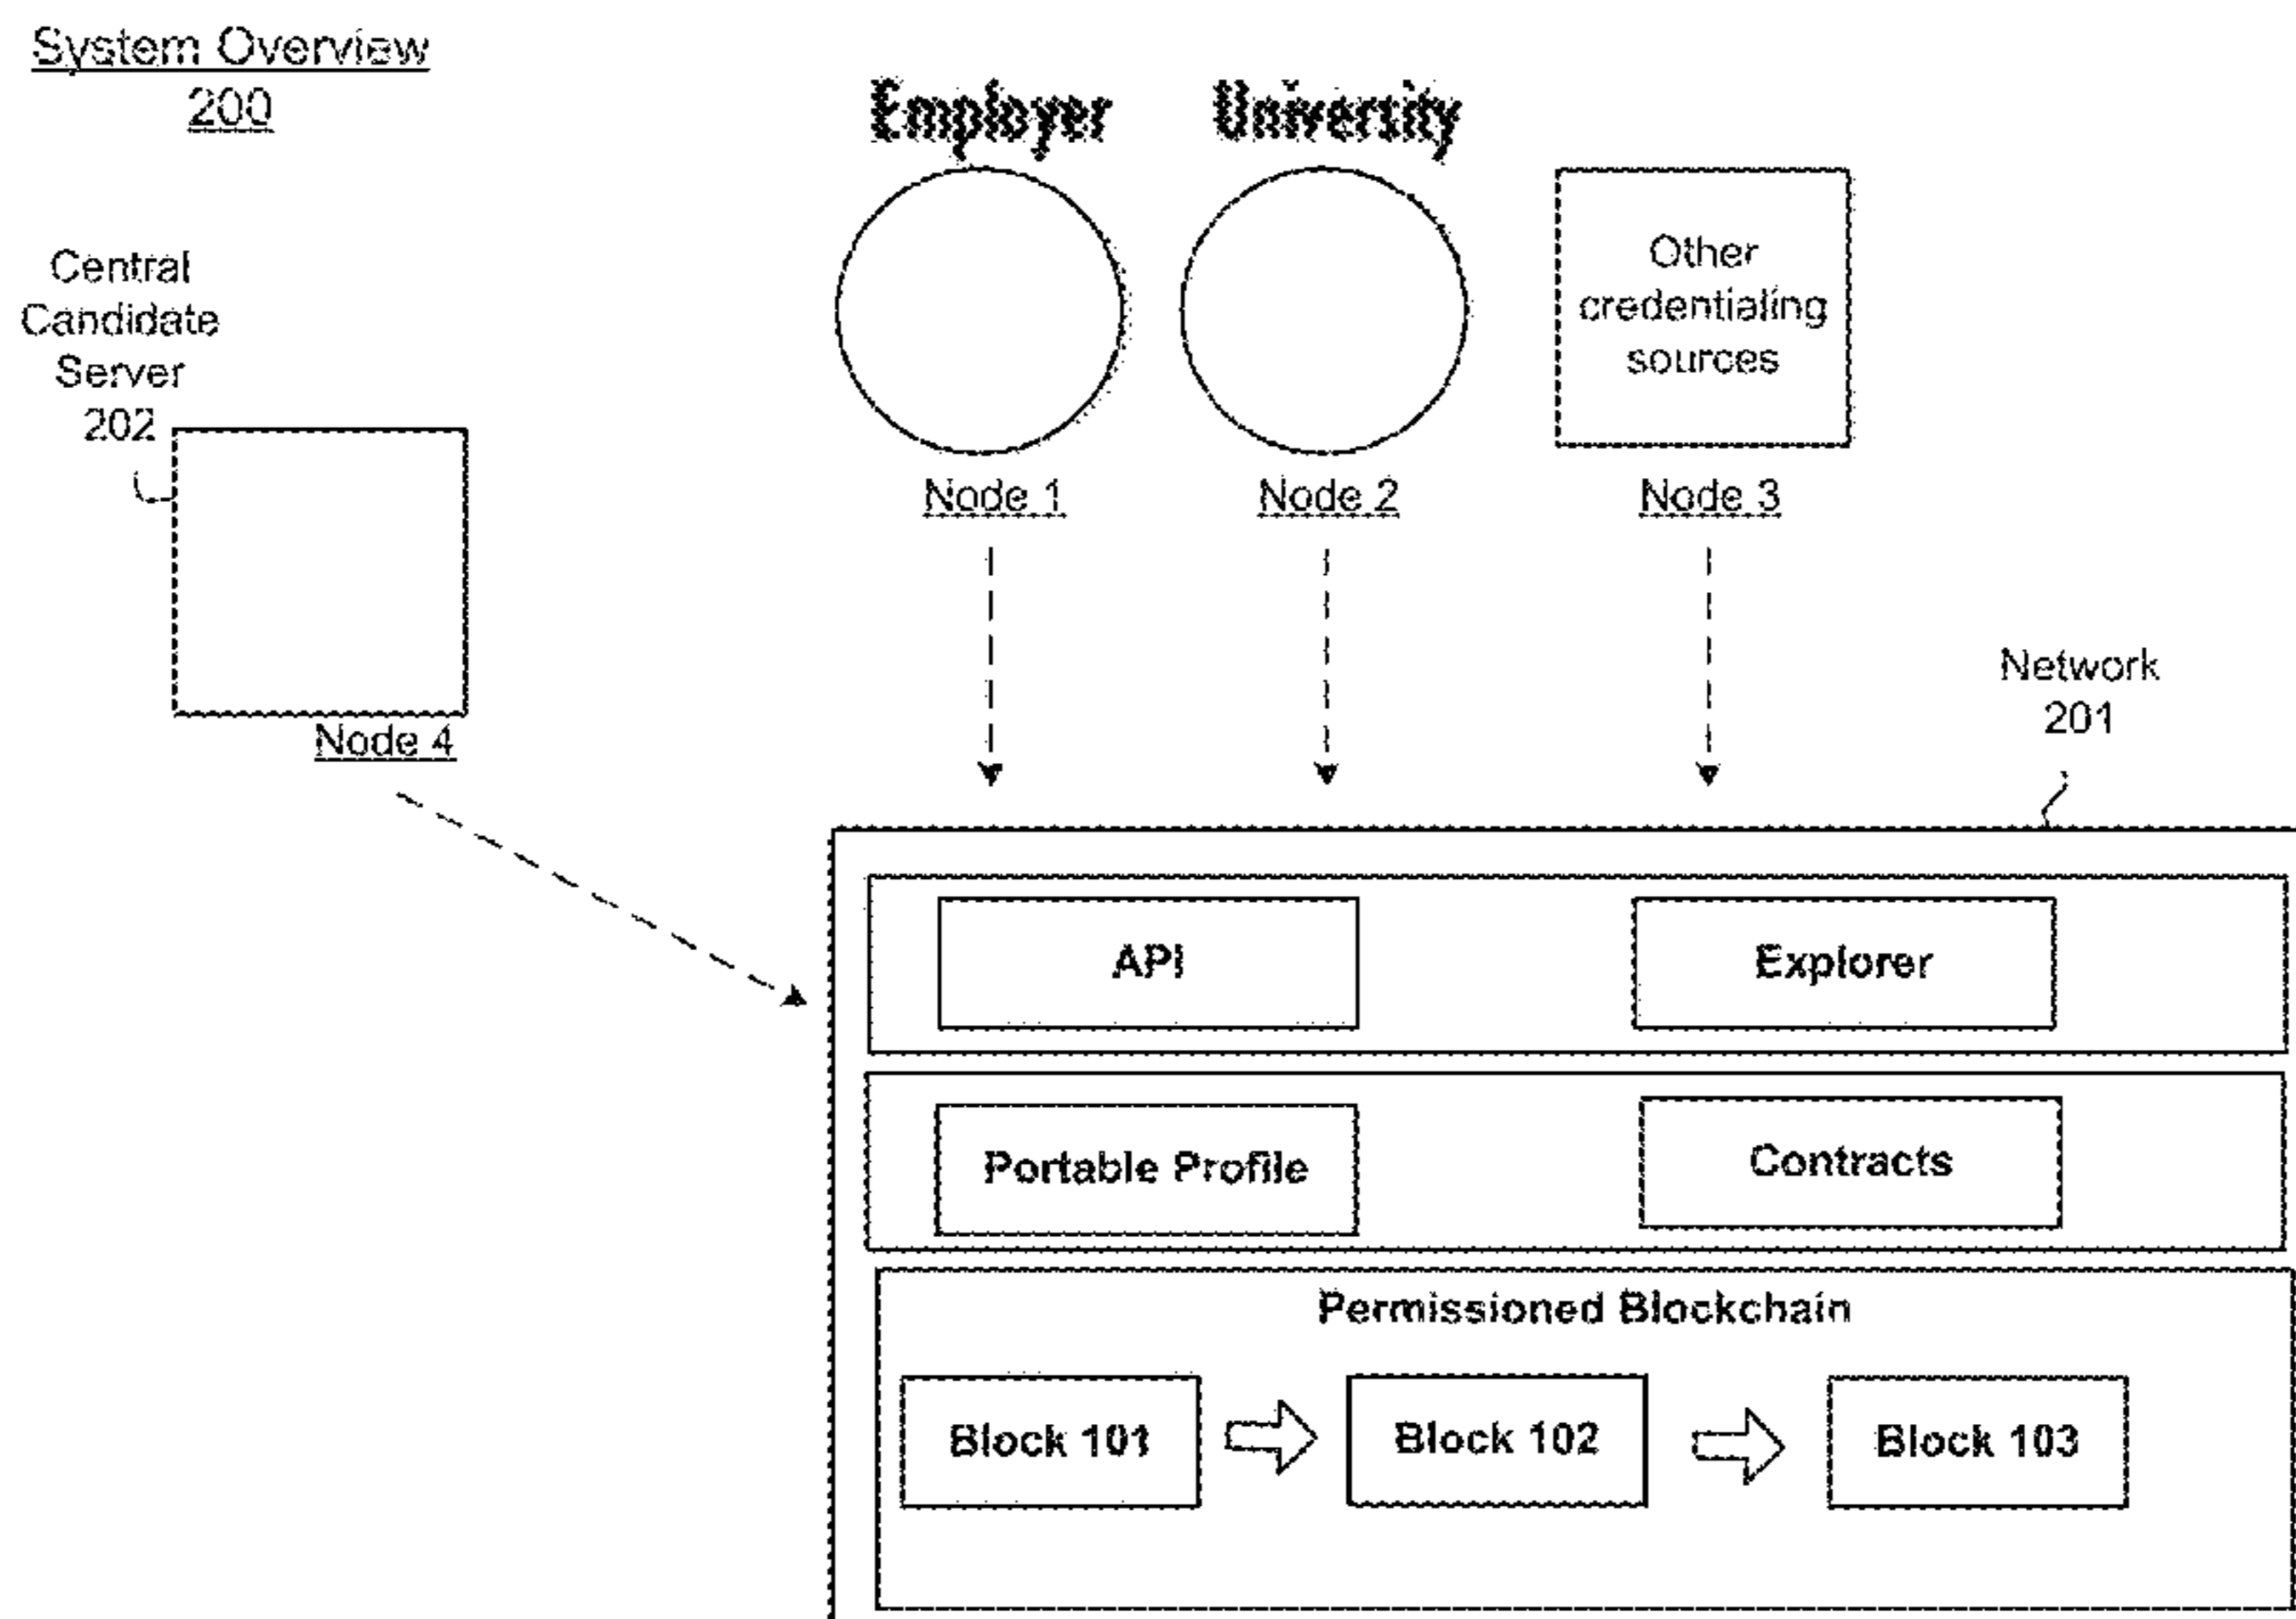 System Overview
200
Employer
University
Central
Candidate
Server
202
Other
credentialing
sources
Node 1
Node 2
Node 3
Node 4
Network
201
API
Explorer
Portable Profile
Contracts
Permissioned Blockchain
Block 101
Block 102
Block 103